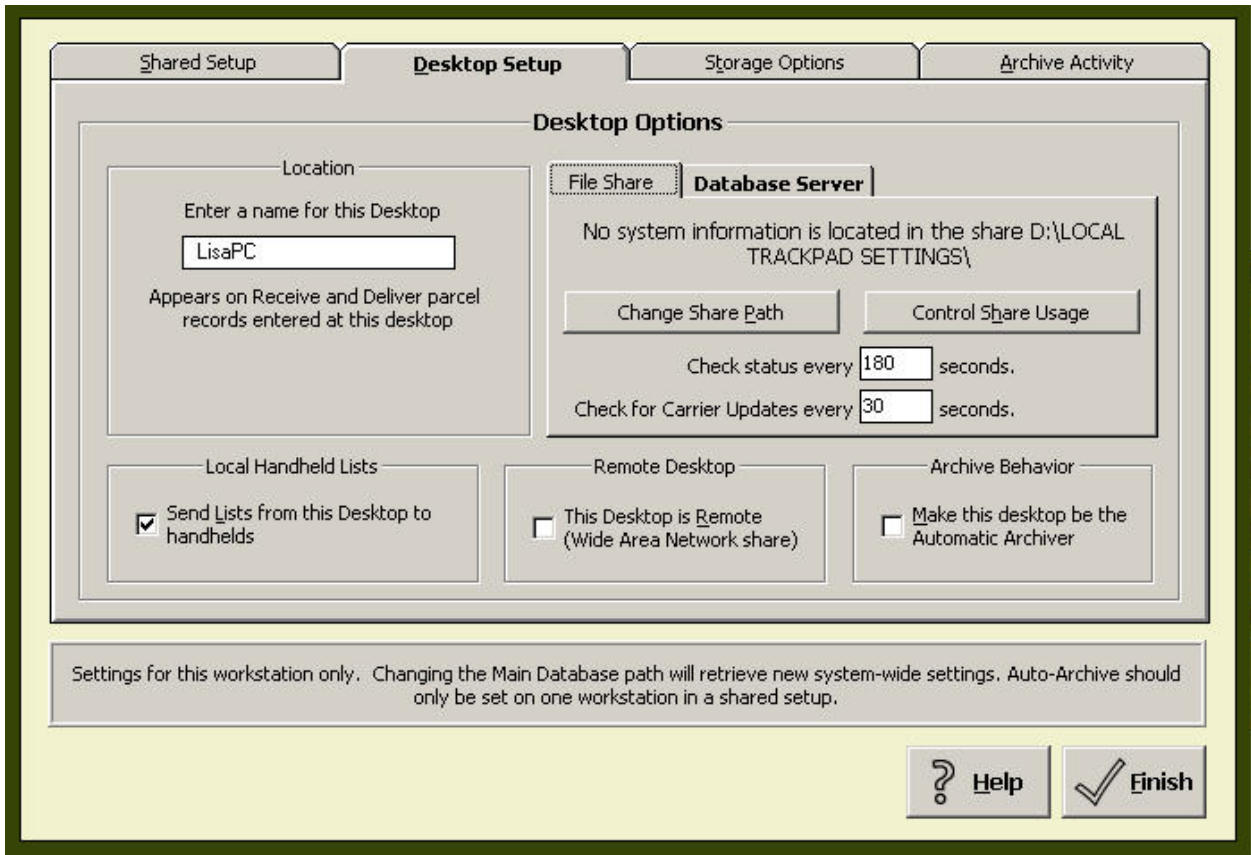 Shared Setup
Desktop Setup
Storage Options
Archive Activity
Desktop Options
Location
Enter a name for this Desktop
LisaPC
Appears on Receive and Deliver parcel
records entered at this desktop
File Share
Database Server
No system information is located in the share D:\LOCAL
TRACKPAD SETTINGS\
Change Share Path
Control Share Usage
Check status every 180 seconds.
Check for Carrier Updates every 30 seconds.
Local Handheld Lists
Send Lists from this Desktop to
handhelds
Remote Desktop
This Desktop is Remote
(Wide Area Network share)
Archive Behavior
Make this desktop be the
Automatic Archiver
Settings for this workstation only.  Changing the Main Database path will retrieve new system-wide settings. Auto-Archive should
only be set on one workstation in a shared setup.
Help
Finish